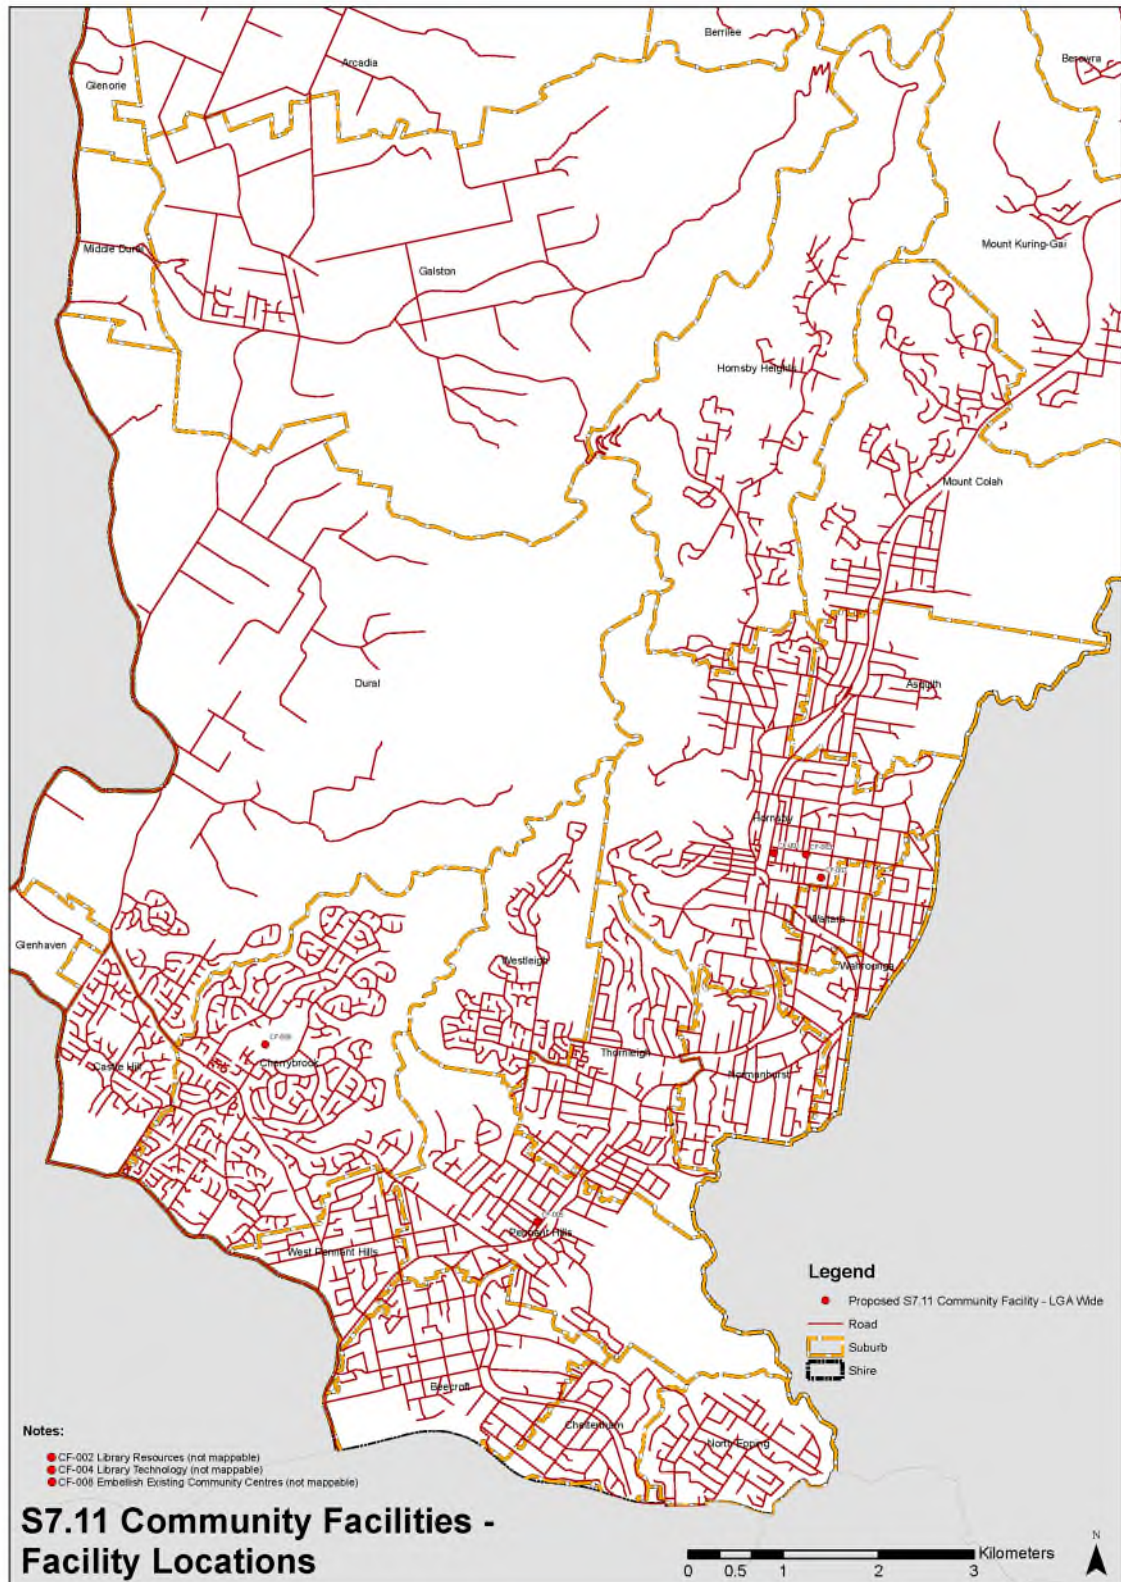 Berrilee
Arcadia
Berowra
Glenorie
Mount Kuring-Gai
Middle Dural
Galston
Hornsby Heights
Mount Colah
Dural
Asquith
Hornsby
Waitara
Glenhaven
Westleigh
Wahroonga
Thornleigh
Castle Hill
Cherrybrook
Normanhurst
CF-005
Pennant Hills
West Pennant Hills
Legend
Proposed S7.11 Community Facility - LGA Wide
Road
Suburb
Shire
Beecroft
Cheltenham
North Epping
Notes:
CF-002 Library Resources (not mappable)
CF-004 Library Technology (not mappable)
CF-008 Embellish Existing Community Centres (not mappable)
S7.11 Community Facilities -
Facility Locations
N
Kilometers
0 0.5 1 2 3